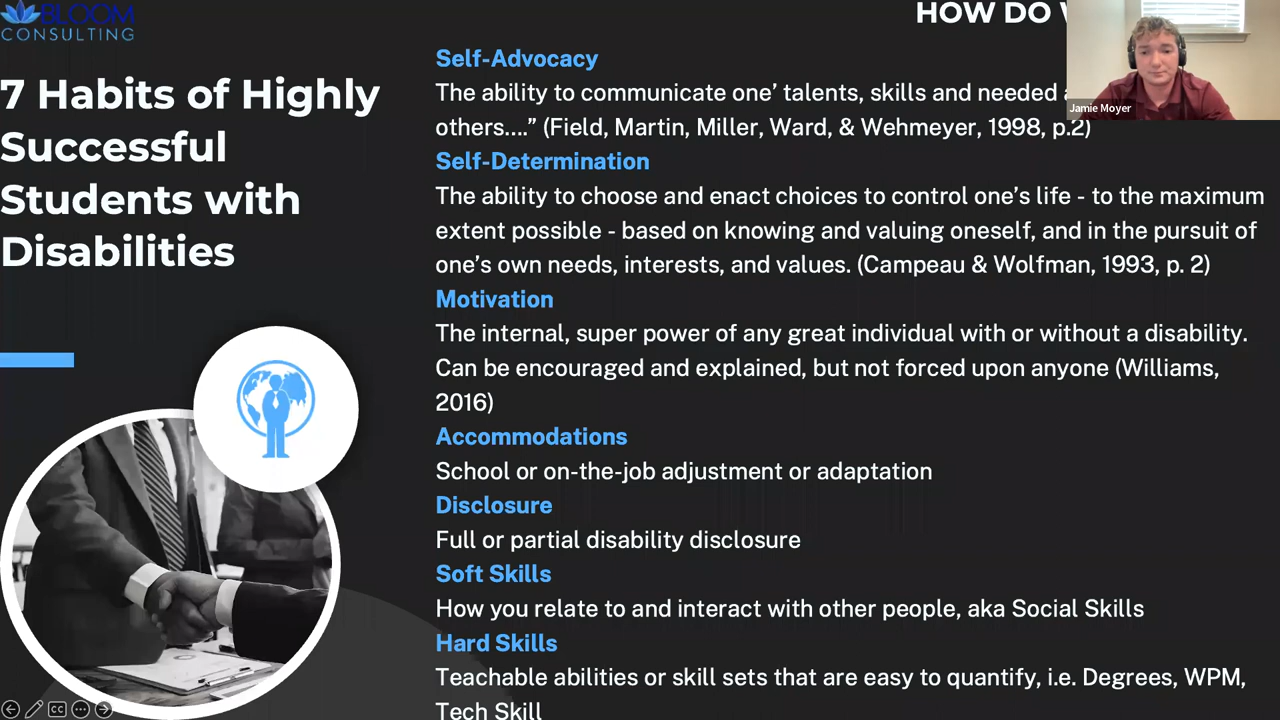 BLOOM
CONSULTING
7 Habits of Highly
Successful
Students with
Disabilities
HOW DO
Self-Advocacy
The ability to communicate one’ talents, skills and needed
others....” (Field, Martin, Miller, Ward, & Wehmeyer, 1998, p.2)
Self-Determination
The ability to choose and enact choices to control one’s life - to the maximum
extent possible - based on knowing and valuing oneself, and in the pursuit of
one’s own needs, interests, and values. (Campeau & Wolfman, 1993, p. 2)
Motivation
The internal, super power of any great individual with or without a disability.
Can be encouraged and explained, but not forced upon anyone (Williams,
2016)
Accommodations
School or on-the-job adjustment or adaptation
Disclosure
Full or partial disability disclosure
Soft Skills
How you relate to and interact with other people, aka Social Skills
Hard Skills
Teachable abilities or skill sets that are easy to quantify, i.e. Degrees, WPM,
Tech Skill
Jamie Moyer
CC